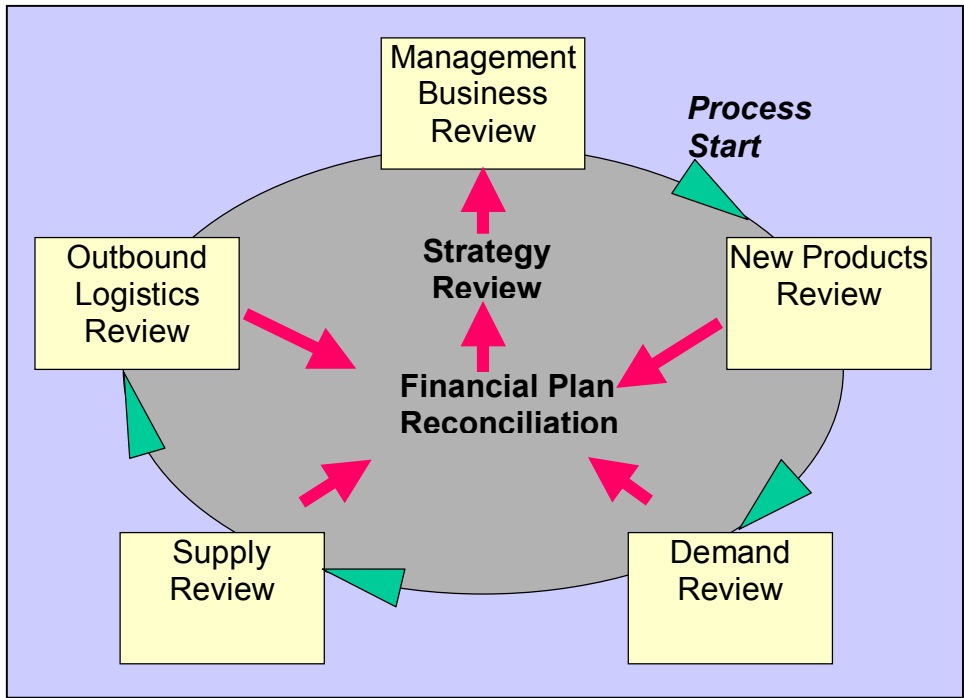 Management
Business
Review
Process
Start
New Products
Review
Outbound
Logistics
Review
Strategy
Review
Financial Plan
Reconciliation
Supply
Review
Demand
Review